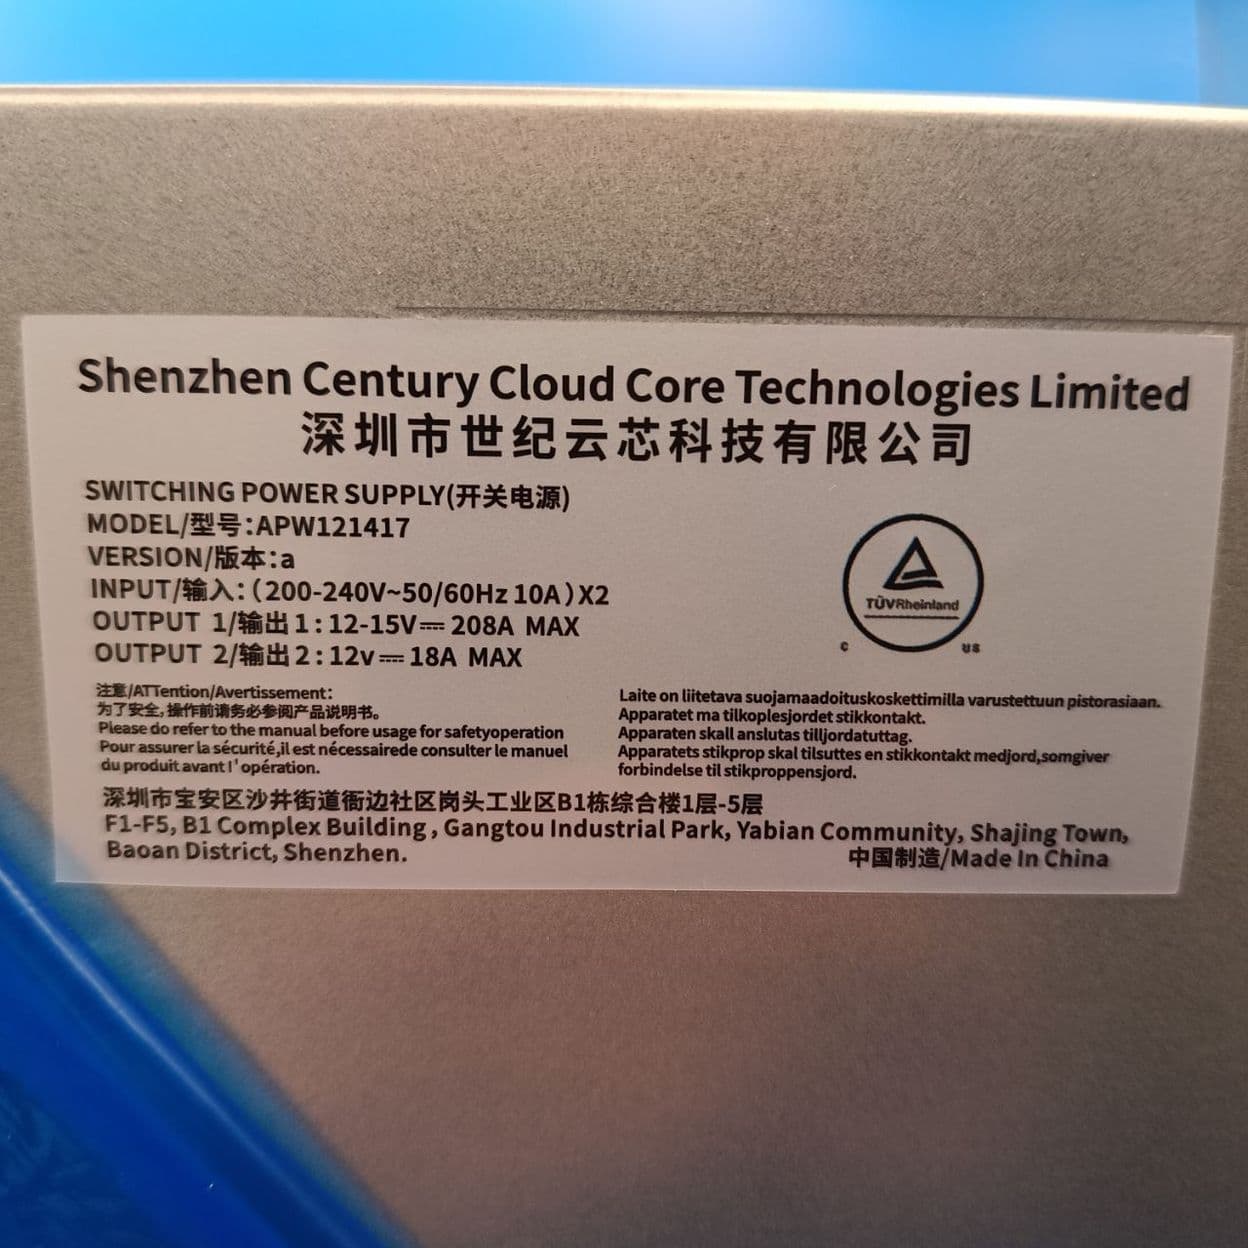 Shenzhen Century Cloud Core Technologies Limited
深圳市世纪云芯科技有限公司
SWITCHING POWER SUPPLY(开关电源)
MODEL/型号:APW121417
VERSION/版本:a
INPUT/输入:(200-240V~50/60Hz 10A)X2
OUTPUT 1/输出1:12-15V⎓ 208A MAX
OUTPUT 2/输出2:12v⎓18A MAX
TÜVRheinland
C US
注意/ATTention/Avertissement:
为了安全,操作前请务必参阅产品说明书。
Please do refer to the manual before usage for safetyoperation
Pour assurer la sécurité,il est nécessairede consulter le manuel
du produit avant l'opération.
Laite on liitetava suojamaadoituskoskettimilla varustettuun pistorasiaan.
Apparatet ma tilkoplesjordet stikkontakt.
Apparaten skall anslutas tilljordatuttag.
Apparatets stikprop skal tilsuttes en stikkontakt medjord,somgiver
forbindelse til stikproppensjord.
深圳市宝安区沙井街道衙边社区岗头工业区B1栋综合楼1层-5层
F1-F5, B1 Complex Building, Gangtou Industrial Park, Yabian Community, Shajing Town,
Baoan District, Shenzhen.
中国制造/Made In China